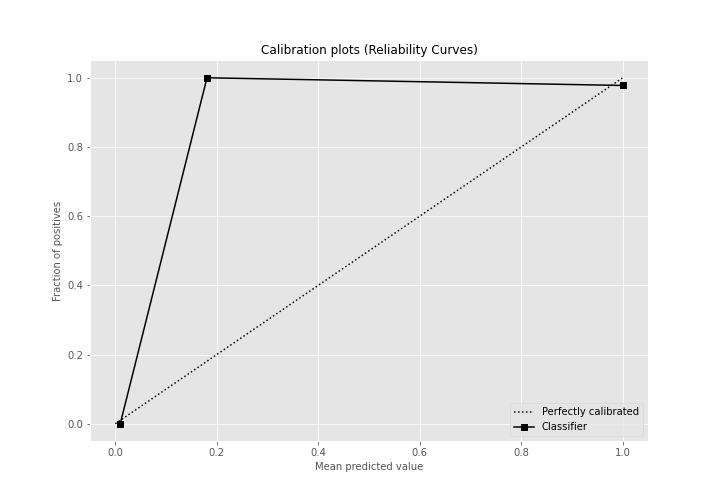 Calibration plots (Reliability Curves)
1.0
0.8
0.6
0.4
0.2
0.0
Fraction of positives
0.0 0.2 0.4 0.6 0.8 1.0
Mean predicted value
Perfectly calibrated
Classifier